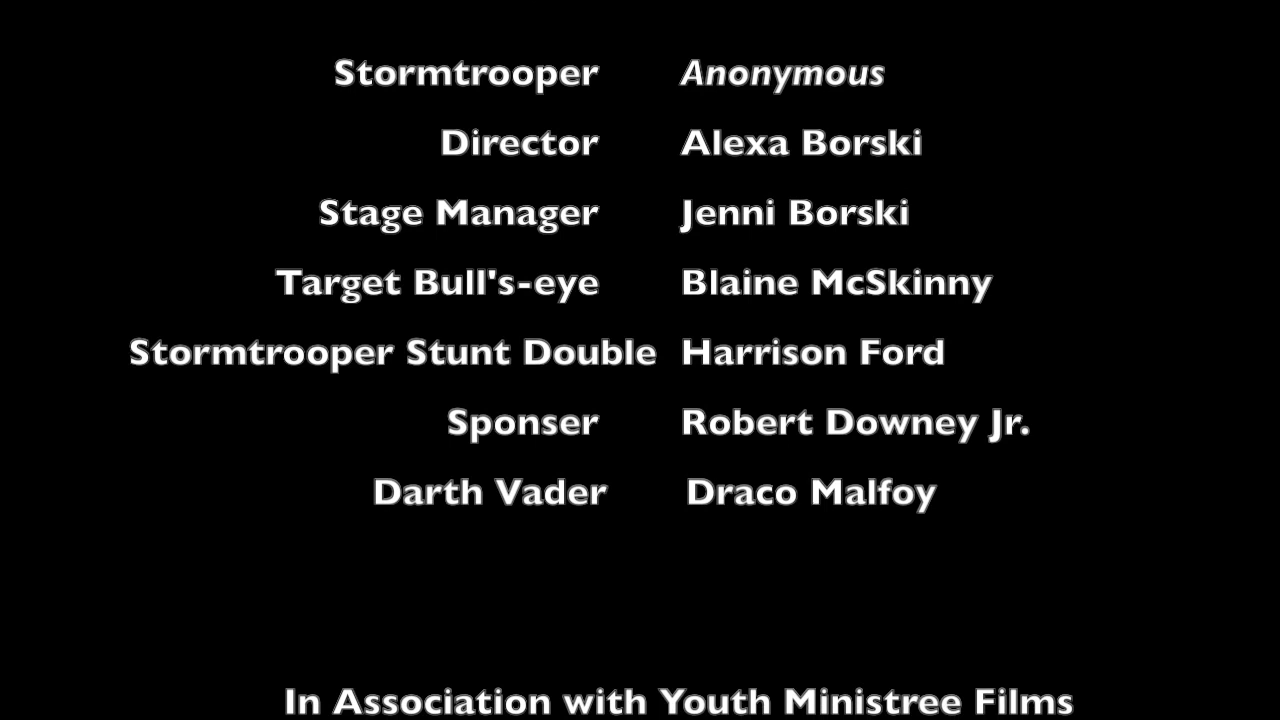 Stormtrooper Anonymous
Director Alexa Borski
Stage Manager Jenni Borski
Target Bull's-eye Blaine McSkinny
Stormtrooper Stunt Double Harrison Ford
Sponser Robert Downey Jr.
Darth Vader Draco Malfoy
In Association with Youth Ministree Films